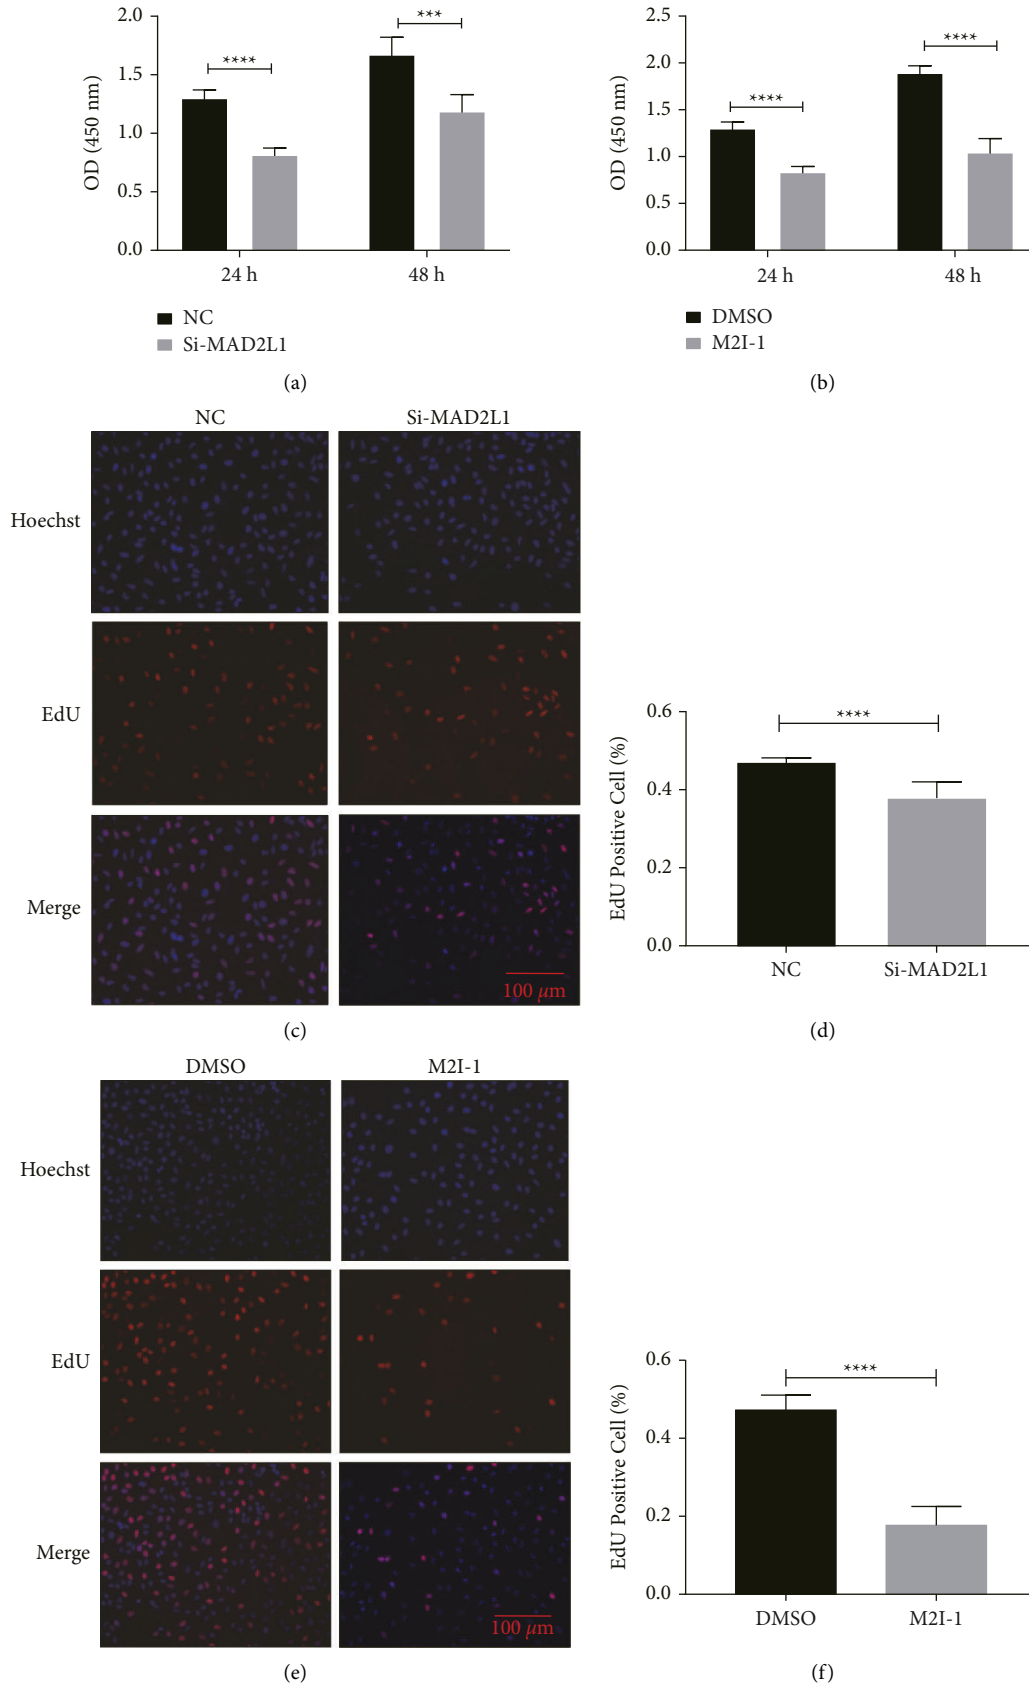 2.0
1.5
1.0
0.5
0.0
OD (450 nm)
****
***
24 h
48 h
NC
Si-MAD2L1
(a)
2.5
2.0
1.5
1.0
0.5
0.0
OD (450 nm)
****
****
24 h
48 h
DMSO
M2I-1
(b)
NC
Si-MAD2L1
Hoechst
EdU
Merge
100 μm
(c)
0.6
0.4
0.2
0.0
EdU Positive Cell (%)
****
NC
Si-MAD2L1
(d)
DMSO
M2I-1
Hoechst
EdU
Merge
100 μm
(e)
0.6
0.4
0.2
0.0
EdU Positive Cell (%)
****
DMSO
M2I-1
(f)